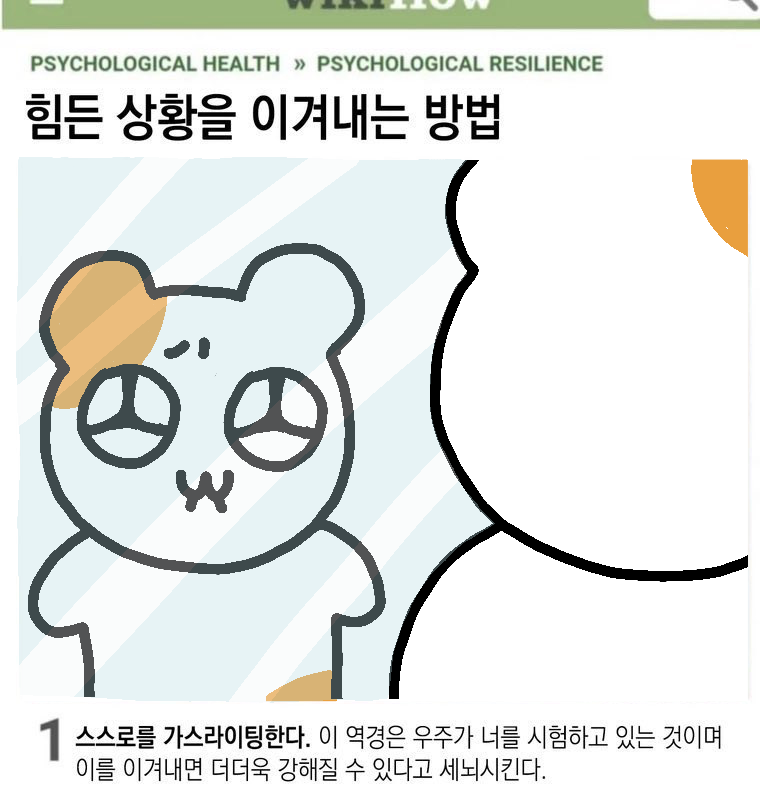 wikiHow
PSYCHOLOGICAL HEALTH » PSYCHOLOGICAL RESILIENCE
힘든 상황을 이겨내는 방법
1 스스로를 가스라이팅한다. 이 역경은 우주가 너를 시험하고 있는 것이며
이를 이겨내면 더더욱 강해질 수 있다고 세뇌시킨다.